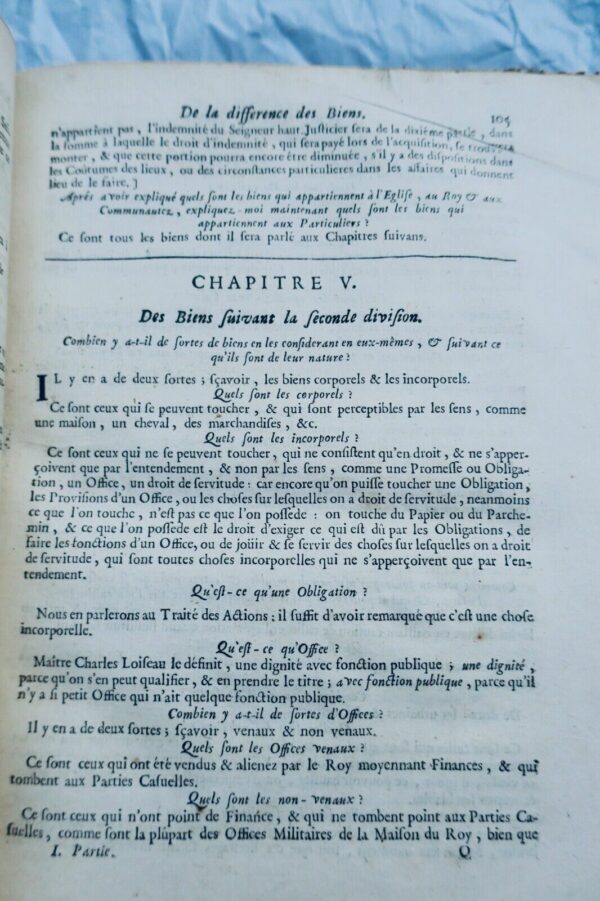 De la difference des Biens. 105
n'appartient pas, l'indemnité du Seigneur haut Justicier sera de la dixiéme partie, dans
la somme à laquelle le droit d'indemnité, qui sera payé lors de l'acquisition, se trouvera
monter, & que cette portion pourra encore être diminuée, s'il y a des dispositions dans
les Coûtumes des lieux, ou des circonstances particulieres dans les affaires qui donnent
lieu de le faire. ]
Aprés avoir expliqué quels sont les biens qui appartiennent à l'Eglise, au Roy & aux
Communautez, expliquez-moi maintenant quels sont les biens qui
appartiennent aux Particuliers ?
Ce sont tous les biens dont il sera parlé aux Chapitres suivans.
CHAPITRE V.
Des Biens suivant la seconde division.
Combien y a-t-il de sortes de biens en les considerant en eux-mêmes, & suivant ce
qu'ils sont de leur nature ?
IL y en a de deux sortes ; sçavoir, les biens corporels & les incorporels.
Quels sont les corporels ?
Ce sont ceux qui se peuvent toucher, & qui sont perceptibles par les sens, comme
une maison, un cheval, des marchandises, &c.
Quels sont les incorporels ?
Ce sont ceux qui ne se peuvent toucher, qui ne consistent qu'en droit, & ne s'apper-
çoivent que par l'entendement, & non par les sens, comme une Promesse ou Obliga-
tion, un Office, un droit de servitude : car encore qu'on puisse toucher une Obligation,
les Provisions d'un Office, ou les choses sur lesquelles on a droit de servitude, neanmoins
ce que l'on touche, n'est pas ce que l'on possede : on touche du Papier ou du Parche-
min, & ce que l'on possede est le droit d'exiger ce qui est dû par les Obligations, de
faire les fonctions d'un Office, ou de joüir & se servir des choses sur lesquelles on a droit
de servitude, qui sont toutes choses incorporelles qui ne s'apperçoivent que par l'en-
tendement.
Qu'est-ce qu'une Obligation ?
Nous en parlerons au Traité des Actions : il suffit d'avoir remarqué que c'est une chose
incorporelle.
Qu'est-ce qu'Office ?
Maître Charles Loiseau le définit, une dignité avec fonction publique ; une dignité,
parce qu'on s'en peut qualifier, & en prendre le titre ; avec fonction publique, parce qu'il
n'y a si petit Office qui n'ait quelque fonction publique.
Combien y a-t-il de sortes d'Offices ?
Il y en a de deux sortes ; sçavoir, venaux & non venaux.
Quels sont les Offices venaux ?
Ce sont ceux qui ont été vendus & alienez par le Roy moyennant Finances, & qui
tombent aux Parties Casuelles.
Quels sont les non-venaux ?
Ce sont ceux qui n'ont point de Finance, & qui ne tombent point aux Parties Ca-
suelles, comme sont la plûpart des Offices Militaires de la Maison du Roy, bien que
I. Partie. Q